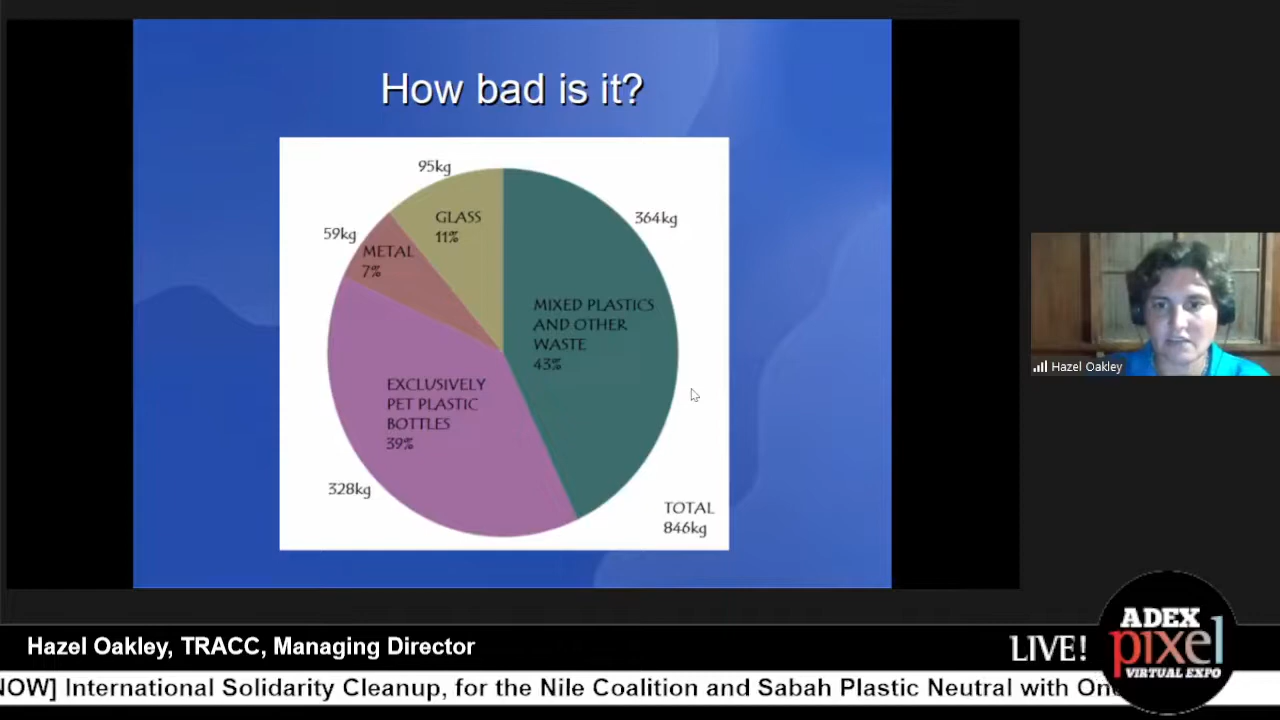 How bad is it?
95kg
364kg
GLASS
11%
59kg
METAL
7%
MIXED PLASTICS
AND OTHER
WASTE
43%
EXCLUSIVELY
PET PLASTIC
BOTTLES
39%
328kg
TOTAL
846kg
Hazel Oakley
Hazel Oakley, TRACC, Managing Director
LIVE!
ADEX
pixel
VIRTUAL EXPO
NOW] International Solidarity Cleanup, for the Nile Coalition and Sabah Plastic Neutral with